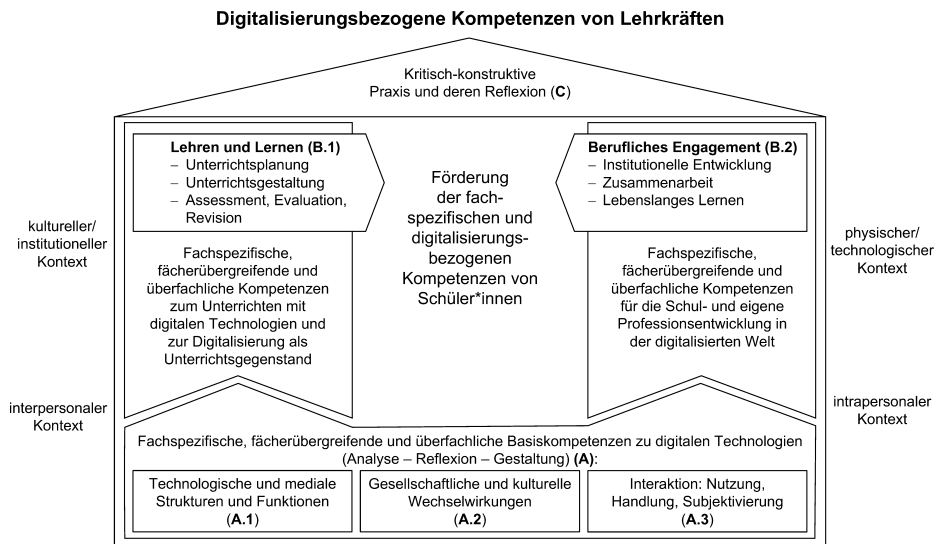 Digitalisierungsbezogene Kompetenzen von Lehrkräften
Kritisch-konstruktive
Praxis und deren Reflexion (C)
kultureller/
institutioneller
Kontext
interpersonaler
Kontext
Lehren und Lernen (B.1)
– Unterrichtsplanung
– Unterrichtsgestaltung
– Assessment, Evaluation,
Revision
Fachspezifische,
fächerübergreifende und
überfachliche Kompetenzen
zum Unterrichten mit
digitalen Technologien und
zur Digitalisierung als
Unterrichtsgegenstand
Förderung
der fach-
spezifischen und
digitalisierungs-
bezogenen
Kompetenzen von
Schüler*innen
Berufliches Engagement (B.2)
– Institutionelle Entwicklung
– Zusammenarbeit
– Lebenslanges Lernen
Fachspezifische,
fächerübergreifende und
überfachliche Kompetenzen
für die Schul- und eigene
Professionsentwicklung in
der digitalisierten Welt
physischer/
technologischer
Kontext
intrapersonaler
Kontext
Fachspezifische, fächerübergreifende und überfachliche Basiskompetenzen zu digitalen Technologien
(Analyse – Reflexion – Gestaltung) (A):
Technologische und mediale
Strukturen und Funktionen
(A.1)
Gesellschaftliche und kulturelle
Wechselwirkungen
(A.2)
Interaktion: Nutzung,
Handlung, Subjektivierung
(A.3)